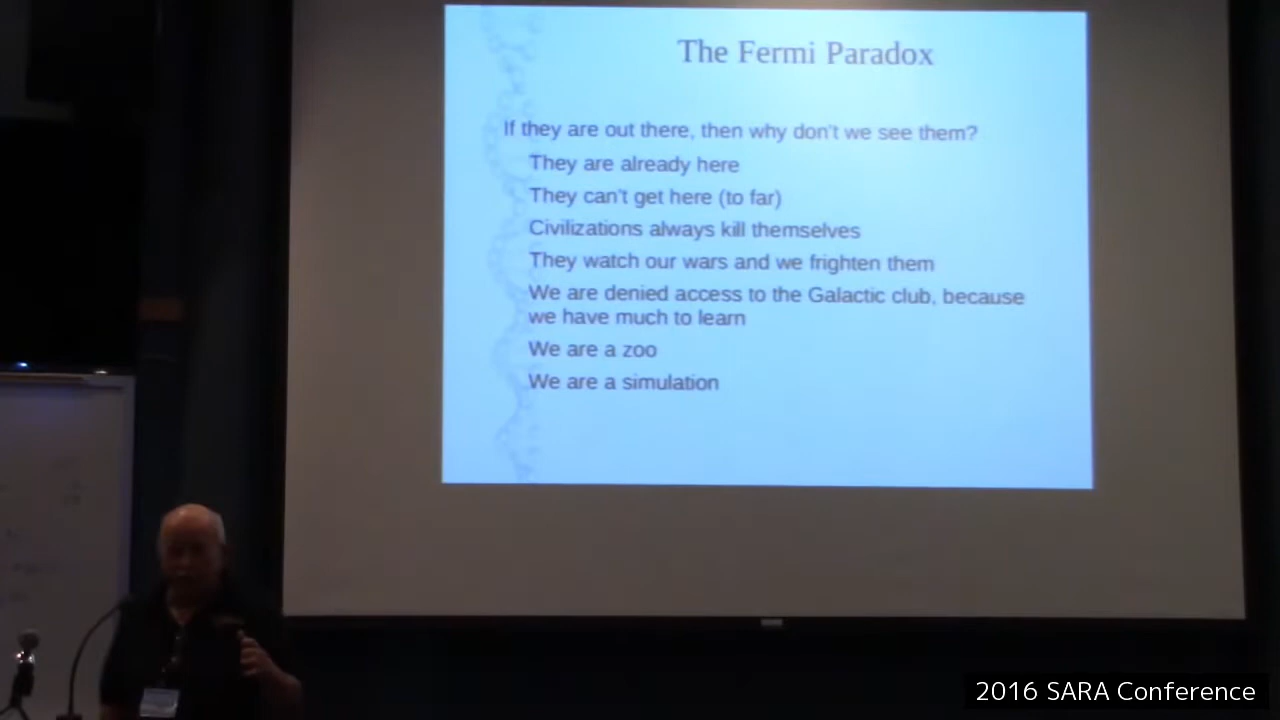 The Fermi Paradox
If they are out there, then why don't we see them?
They are already here
They can't get here (to far)
Civilizations always kill themselves
They watch our wars and we frighten them
We are denied access to the Galactic club, because
we have much to learn
We are a zoo
We are a simulation
2016 SARA Conference